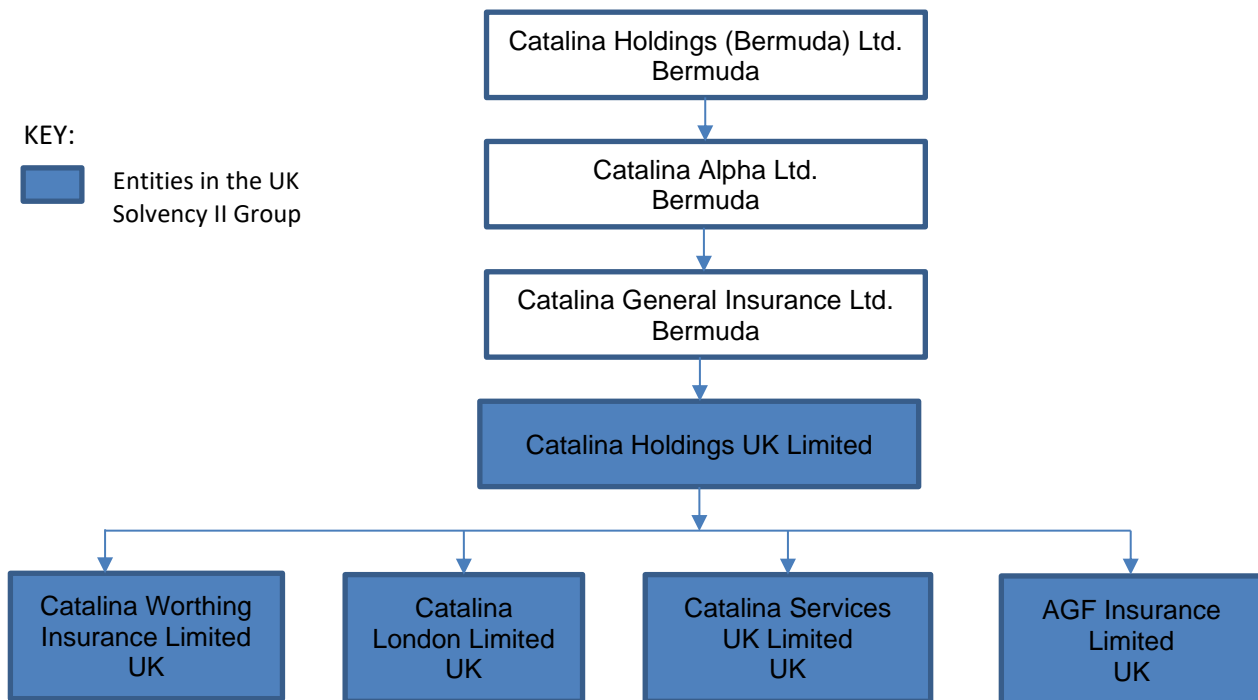 Catalina Holdings (Bermuda) Ltd.
Bermuda
KEY:
Entities in the UK
Solvency II Group
Catalina Alpha Ltd.
Bermuda
Catalina General Insurance Ltd.
Bermuda
Catalina Holdings UK Limited
Catalina Worthing
Insurance Limited
UK
Catalina
London Limited
UK
Catalina Services
UK Limited
UK
AGF Insurance
Limited
UK